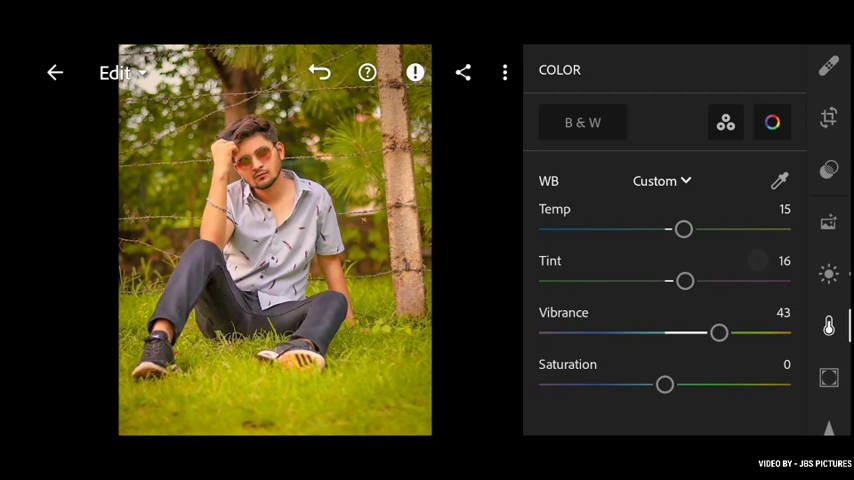 Edit
COLOR
B & W
WB Custom
Temp 15
Tint 16
Vibrance 43
Saturation 0
VIDEO BY - JBS PICTURES